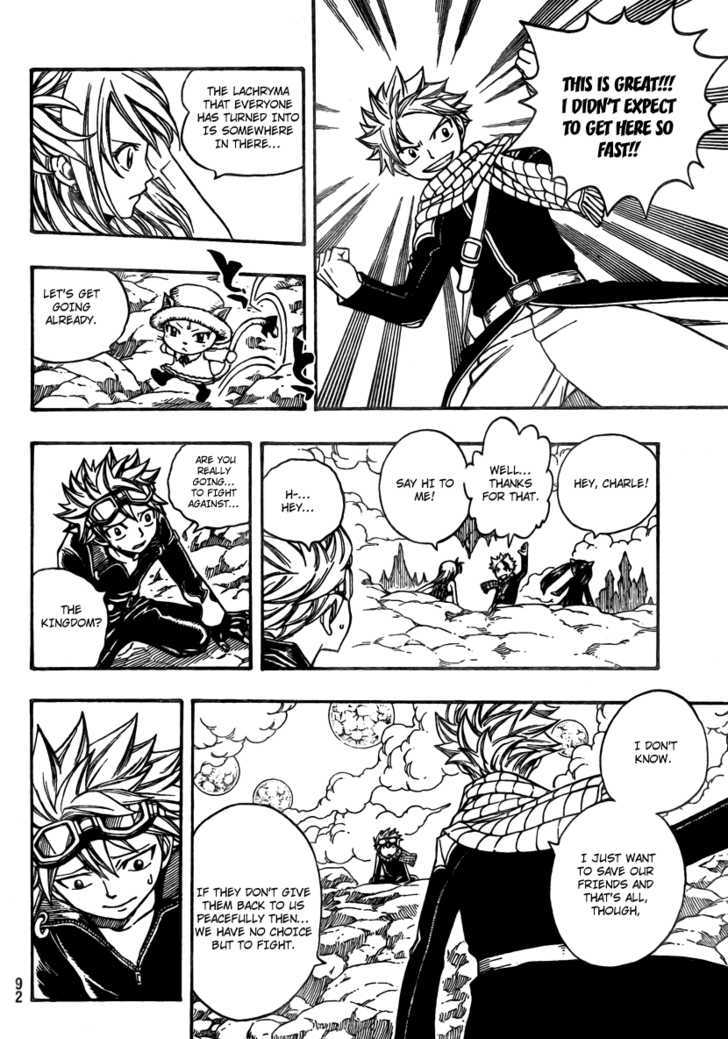 THIS IS GREAT!!!
I DIDN'T EXPECT
TO GET HERE SO
FAST!!
THE LACHRYMA
THAT EVERYONE
HAS TURNED INTO
IS SOMEWHERE
IN THERE...
LET'S GET
GOING
ALREADY.
HEY, CHARLE!
WELL...
THANKS
FOR THAT.
SAY HI TO
ME!
H-...
HEY...
ARE YOU
REALLY
GOING...
TO FIGHT
AGAINST...
THE
KINGDOM?
I DON'T
KNOW.
I JUST WANT
TO SAVE OUR
FRIENDS AND
THAT'S ALL,
THOUGH,
IF THEY DON'T GIVE
THEM BACK TO US
PEACEFULLY THEN...
WE HAVE NO CHOICE
BUT TO FIGHT.
92